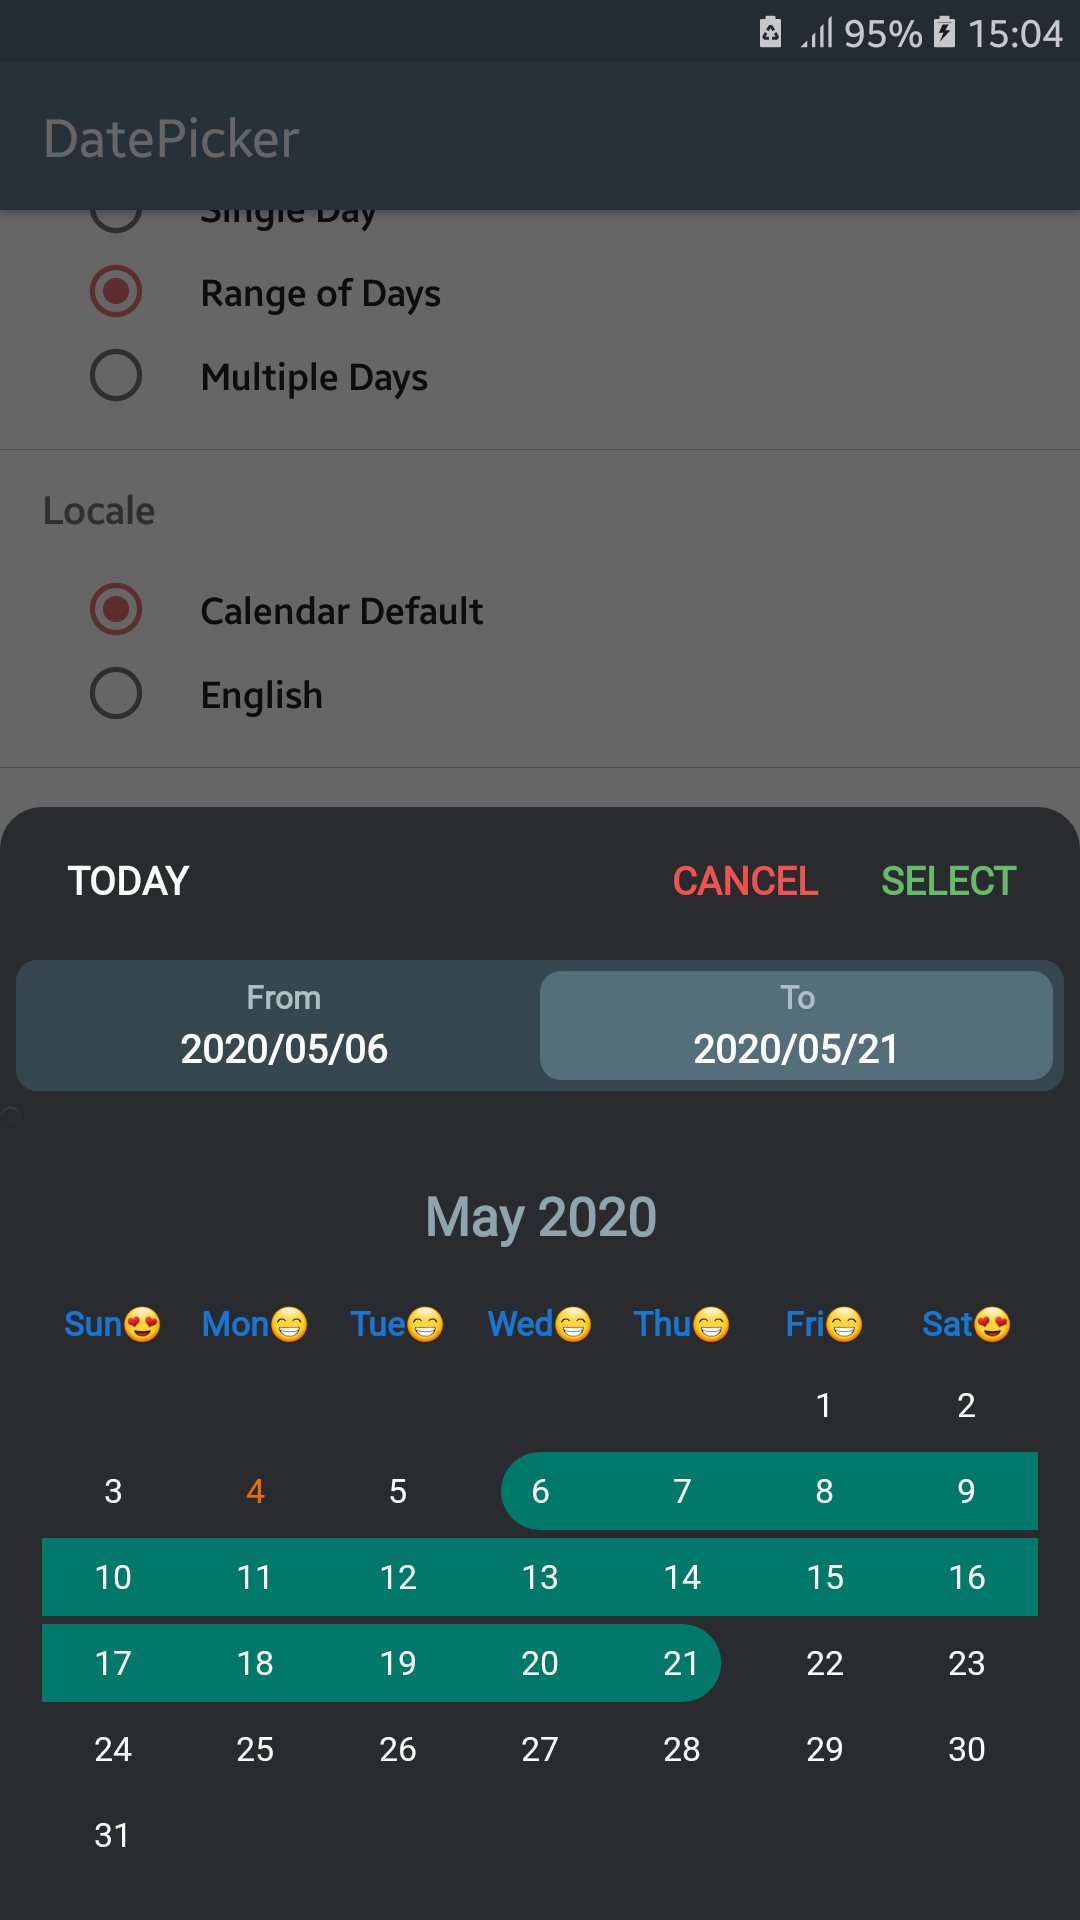 95% 15:04
DatePicker
Single Day
Range of Days
Multiple Days
Locale
Calendar Default
English
TODAY CANCEL SELECT
From To
2020/05/06 2020/05/21
May 2020
Sun😍 Mon😁 Tue😁 Wed😁 Thu😁 Fri😁 Sat😍
1 2
3 4 5 6 7 8 9
10 11 12 13 14 15 16
17 18 19 20 21 22 23
24 25 26 27 28 29 30
31